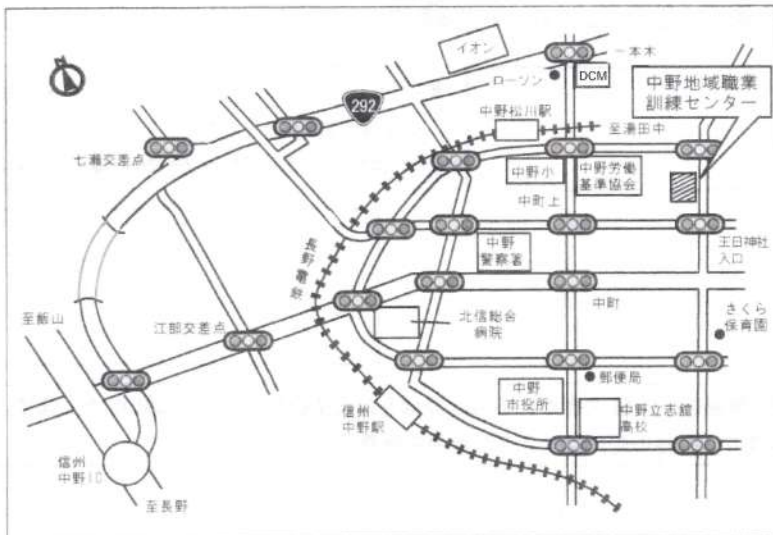 イオン
一本木
ローソン
DCM
292
中野地域職業
訓練センター
中野松川駅
至湯田中
七瀬交差点
中野小
中野労働
基準協会
中町上
長野電鉄
中野
警察署
王日神社
入口
至飯山
江部交差点
北信総合
病院
中町
さくら
保育園
郵便局
中野
市役所
中野立志館
高校
信州
中野駅
信州
中野IC
至長野